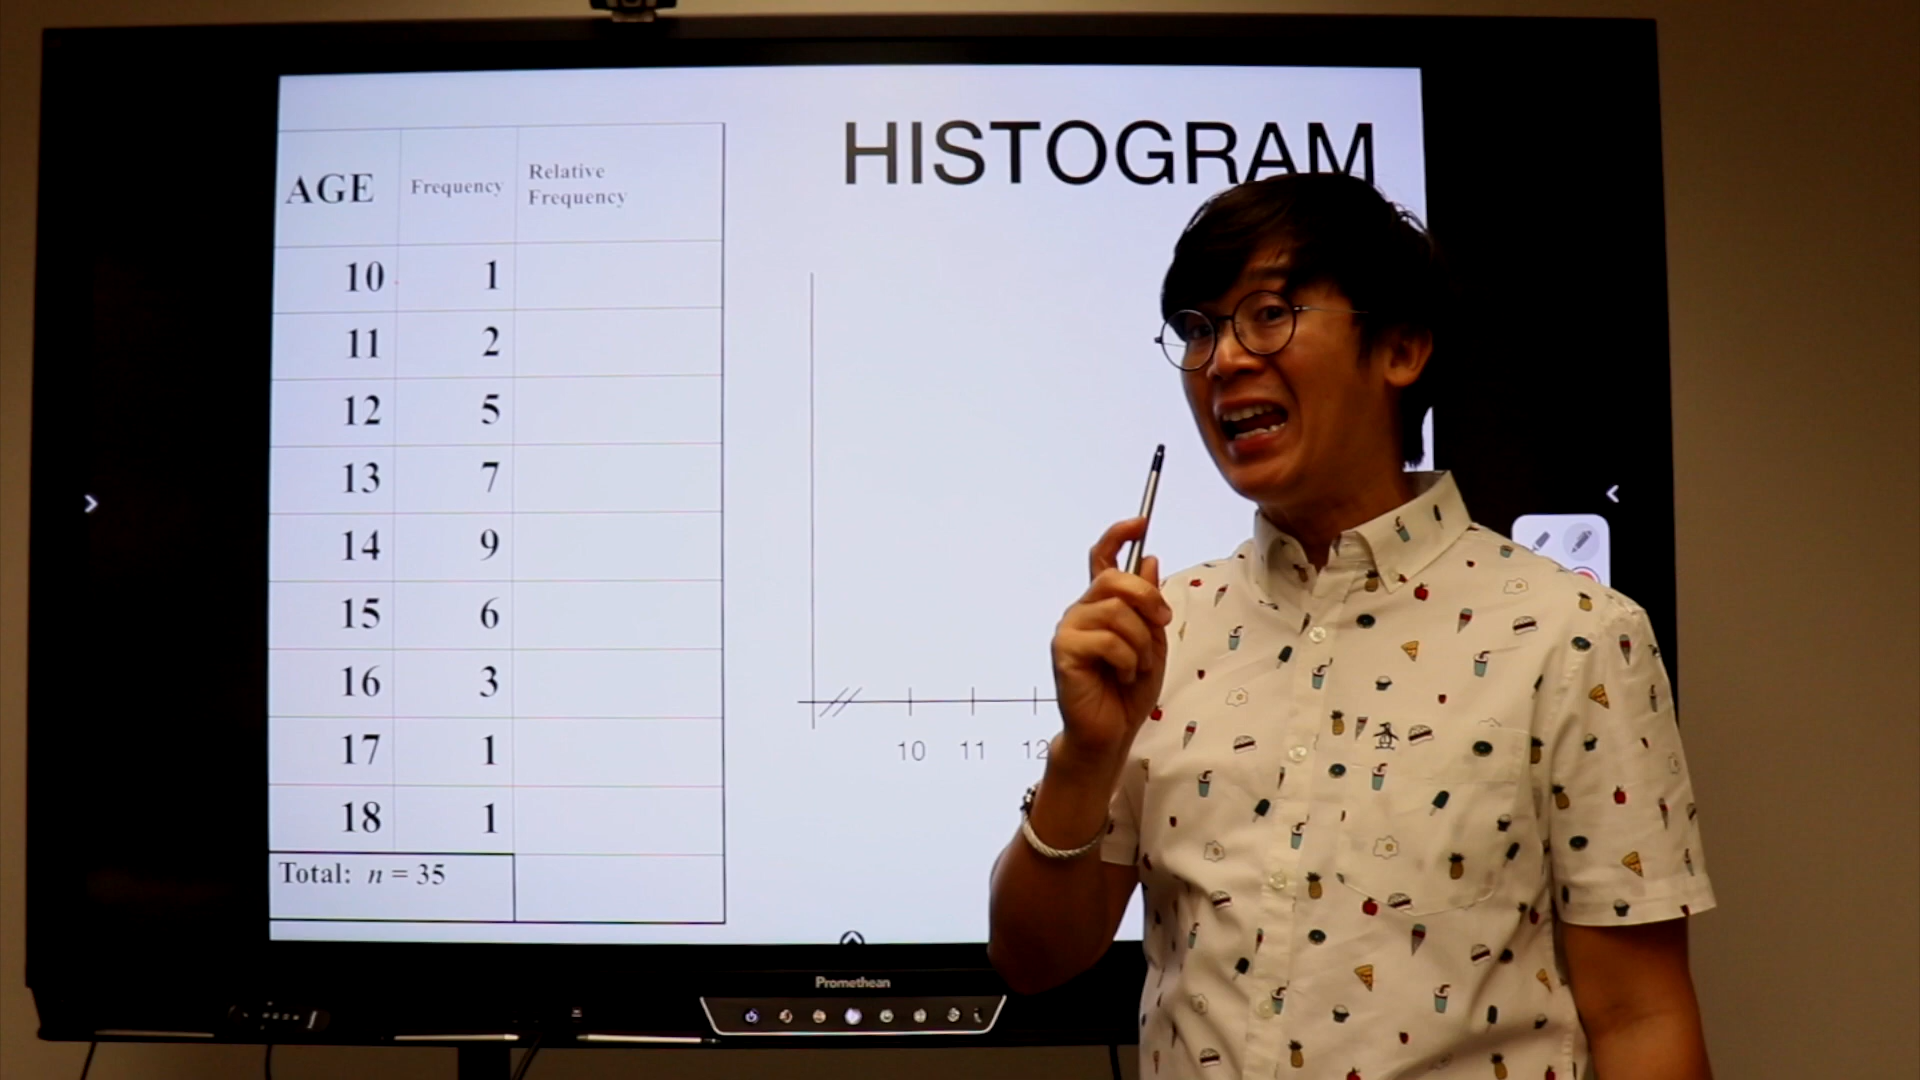 HISTOGRAM
AGE Frequency Relative Frequency
10 1
11 2
12 5
13 7
14 9
15 6
16 3
17 1
18 1
Total: n = 35
10 11 12
Promethean